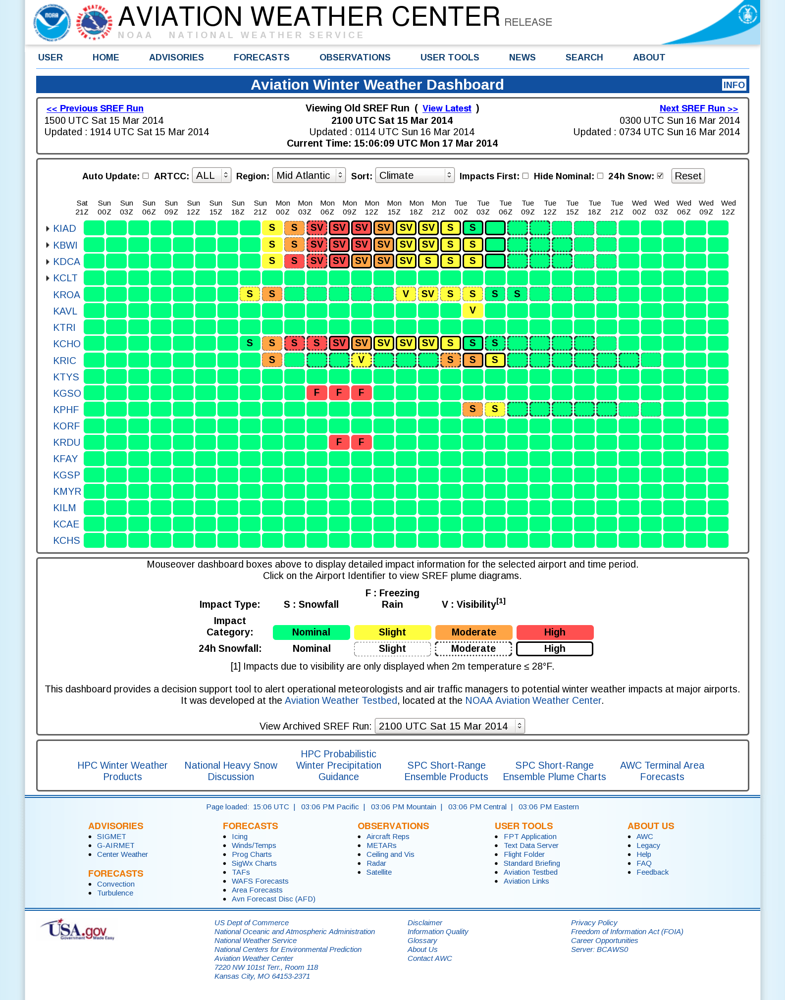 NOAA
AVIATION WEATHER CENTER RELEASE
NOAA NATIONAL WEATHER SERVICE
USER HOME ADVISORIES FORECASTS OBSERVATIONS USER TOOLS NEWS SEARCH ABOUT
Aviation Winter Weather Dashboard INFO
<< Previous SREF Run Viewing Old SREF Run ( View Latest ) Next SREF Run >>
1500 UTC Sat 15 Mar 2014 2100 UTC Sat 15 Mar 2014 0300 UTC Sun 16 Mar 2014
Updated : 1914 UTC Sat 15 Mar 2014 Updated : 0114 UTC Sun 16 Mar 2014 Updated : 0734 UTC Sun 16 Mar 2014
Current Time: 15:06:09 UTC Mon 17 Mar 2014
Auto Update: ARTCC: ALL Region: Mid Atlantic Sort: Climate Impacts First: Hide Nominal: 24h Snow: Reset
Sat Sun Sun Sun Sun Sun Sun Sun Sun Mon Mon Mon Mon Mon Mon Mon Mon Tue Tue Tue Tue Tue Tue Tue Tue Wed Wed Wed Wed Wed
21Z 00Z 03Z 06Z 09Z 12Z 15Z 18Z 21Z 00Z 03Z 06Z 09Z 12Z 15Z 18Z 21Z 00Z 03Z 06Z 09Z 12Z 15Z 18Z 21Z 00Z 03Z 06Z 09Z 12Z
KIAD S S SV SV SV SV SV SV S S
KBWI S S SV SV SV SV SV SV S S
KDCA S S SV SV SV SV SV S S S
KCLT
KROA S S V SV S S S S
KAVL V
KTRI
KCHO S S S S SV SV SV SV SV S S S
KRIC S V S S S
KTYS
KGSO F F F
KPHF S S
KORF
KRDU F F
KFAY
KGSP
KMYR
KILM
KCAE
KCHS
Mouseover dashboard boxes above to display detailed impact information for the selected airport and time period.
Click on the Airport Identifier to view SREF plume diagrams.
Impact Type: S : Snowfall F : Freezing Rain V : Visibility[1]
Impact Category: Nominal Slight Moderate High
24h Snowfall: Nominal Slight Moderate High
[1] Impacts due to visibility are only displayed when 2m temperature ≤ 28°F.
This dashboard provides a decision support tool to alert operational meteorologists and air traffic managers to potential winter weather impacts at major airports.
It was developed at the Aviation Weather Testbed, located at the NOAA Aviation Weather Center.
View Archived SREF Run: 2100 UTC Sat 15 Mar 2014
HPC Winter Weather Products
National Heavy Snow Discussion
HPC Probabilistic Winter Precipitation Guidance
SPC Short-Range Ensemble Products
SPC Short-Range Ensemble Plume Charts
AWC Terminal Area Forecasts
Page loaded: 15:06 UTC | 03:06 PM Pacific | 03:06 PM Mountain | 03:06 PM Central | 03:06 PM Eastern
ADVISORIES
SIGMET
G-AIRMET
Center Weather
FORECASTS
Convection
Turbulence
FORECASTS
Icing
Winds/Temps
Prog Charts
SigWx Charts
TAFs
WAFS Forecasts
Area Forecasts
Avn Forecast Disc (AFD)
OBSERVATIONS
Aircraft Reps
METARs
Ceiling and Vis
Radar
Satellite
USER TOOLS
FPT Application
Text Data Server
Flight Folder
Standard Briefing
Aviation Testbed
Aviation Links
ABOUT US
AWC
Legacy
Help
FAQ
Feedback
USA.gov
Government Made Easy
US Dept of Commerce
National Oceanic and Atmospheric Administration
National Weather Service
National Centers for Environmental Prediction
Aviation Weather Center
7220 NW 101st Terr., Room 118
Kansas City, MO 64153-2371
Disclaimer
Information Quality
Glossary
About Us
Contact AWC
Privacy Policy
Freedom of Information Act (FOIA)
Career Opportunities
Server: BCAWS0